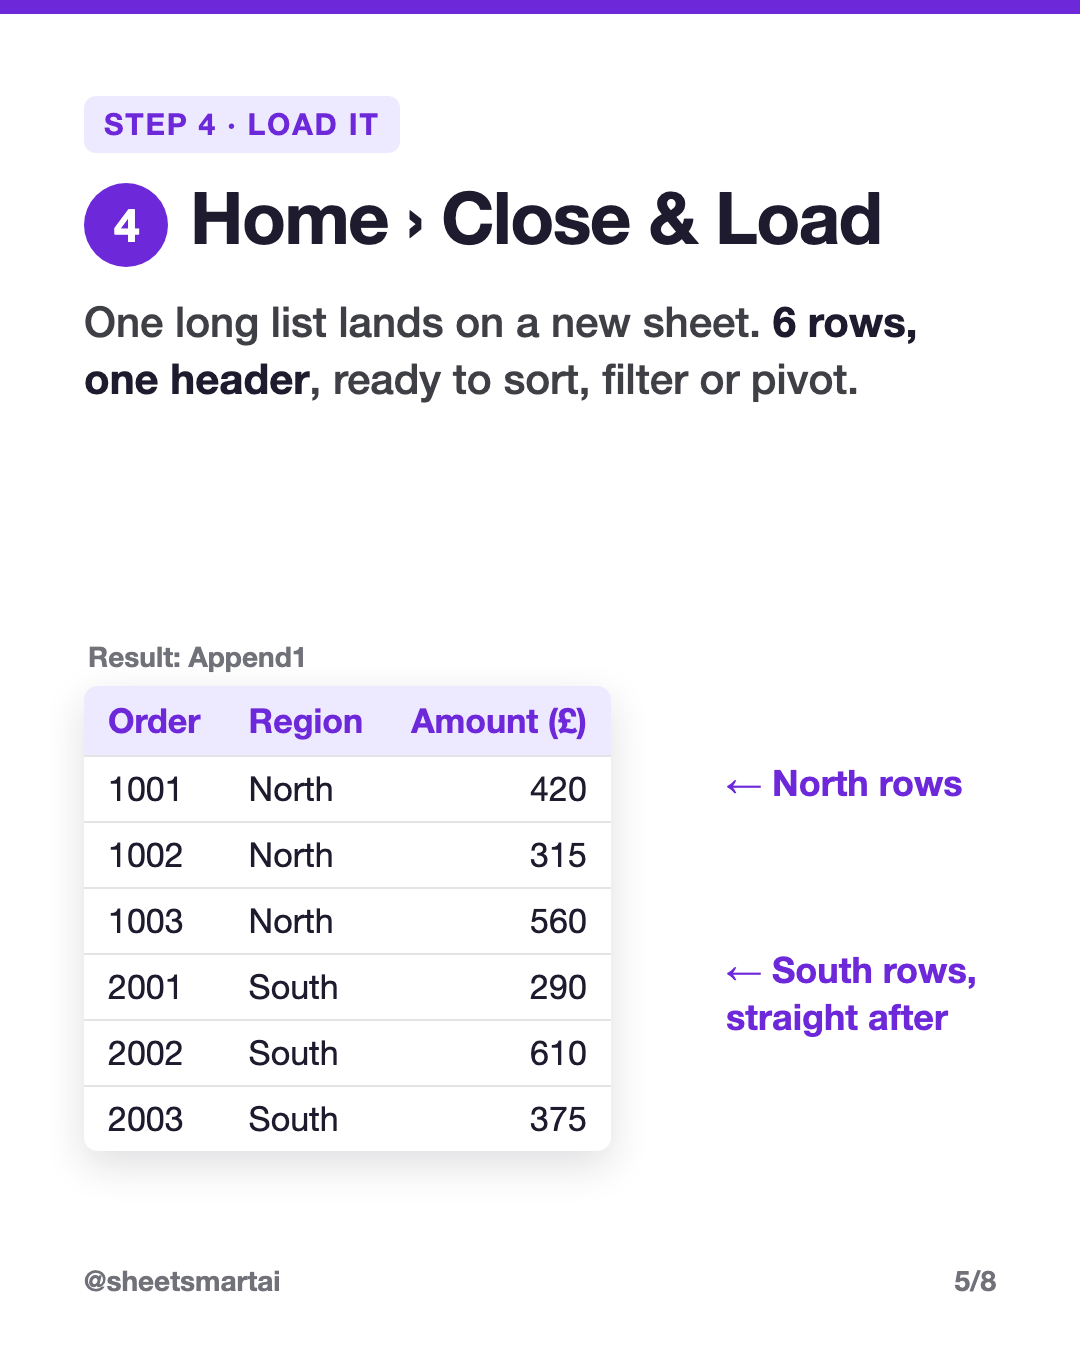 STEP 4 · LOAD IT
4 Home › Close & Load
One long list lands on a new sheet. 6 rows,
one header, ready to sort, filter or pivot.
Result: Append1
Order Region Amount (£)
1001 North 420
← North rows
1002 North 315
1003 North 560
2001 South 290
← South rows,
straight after
2002 South 610
2003 South 375
@sheetsmartai 5/8